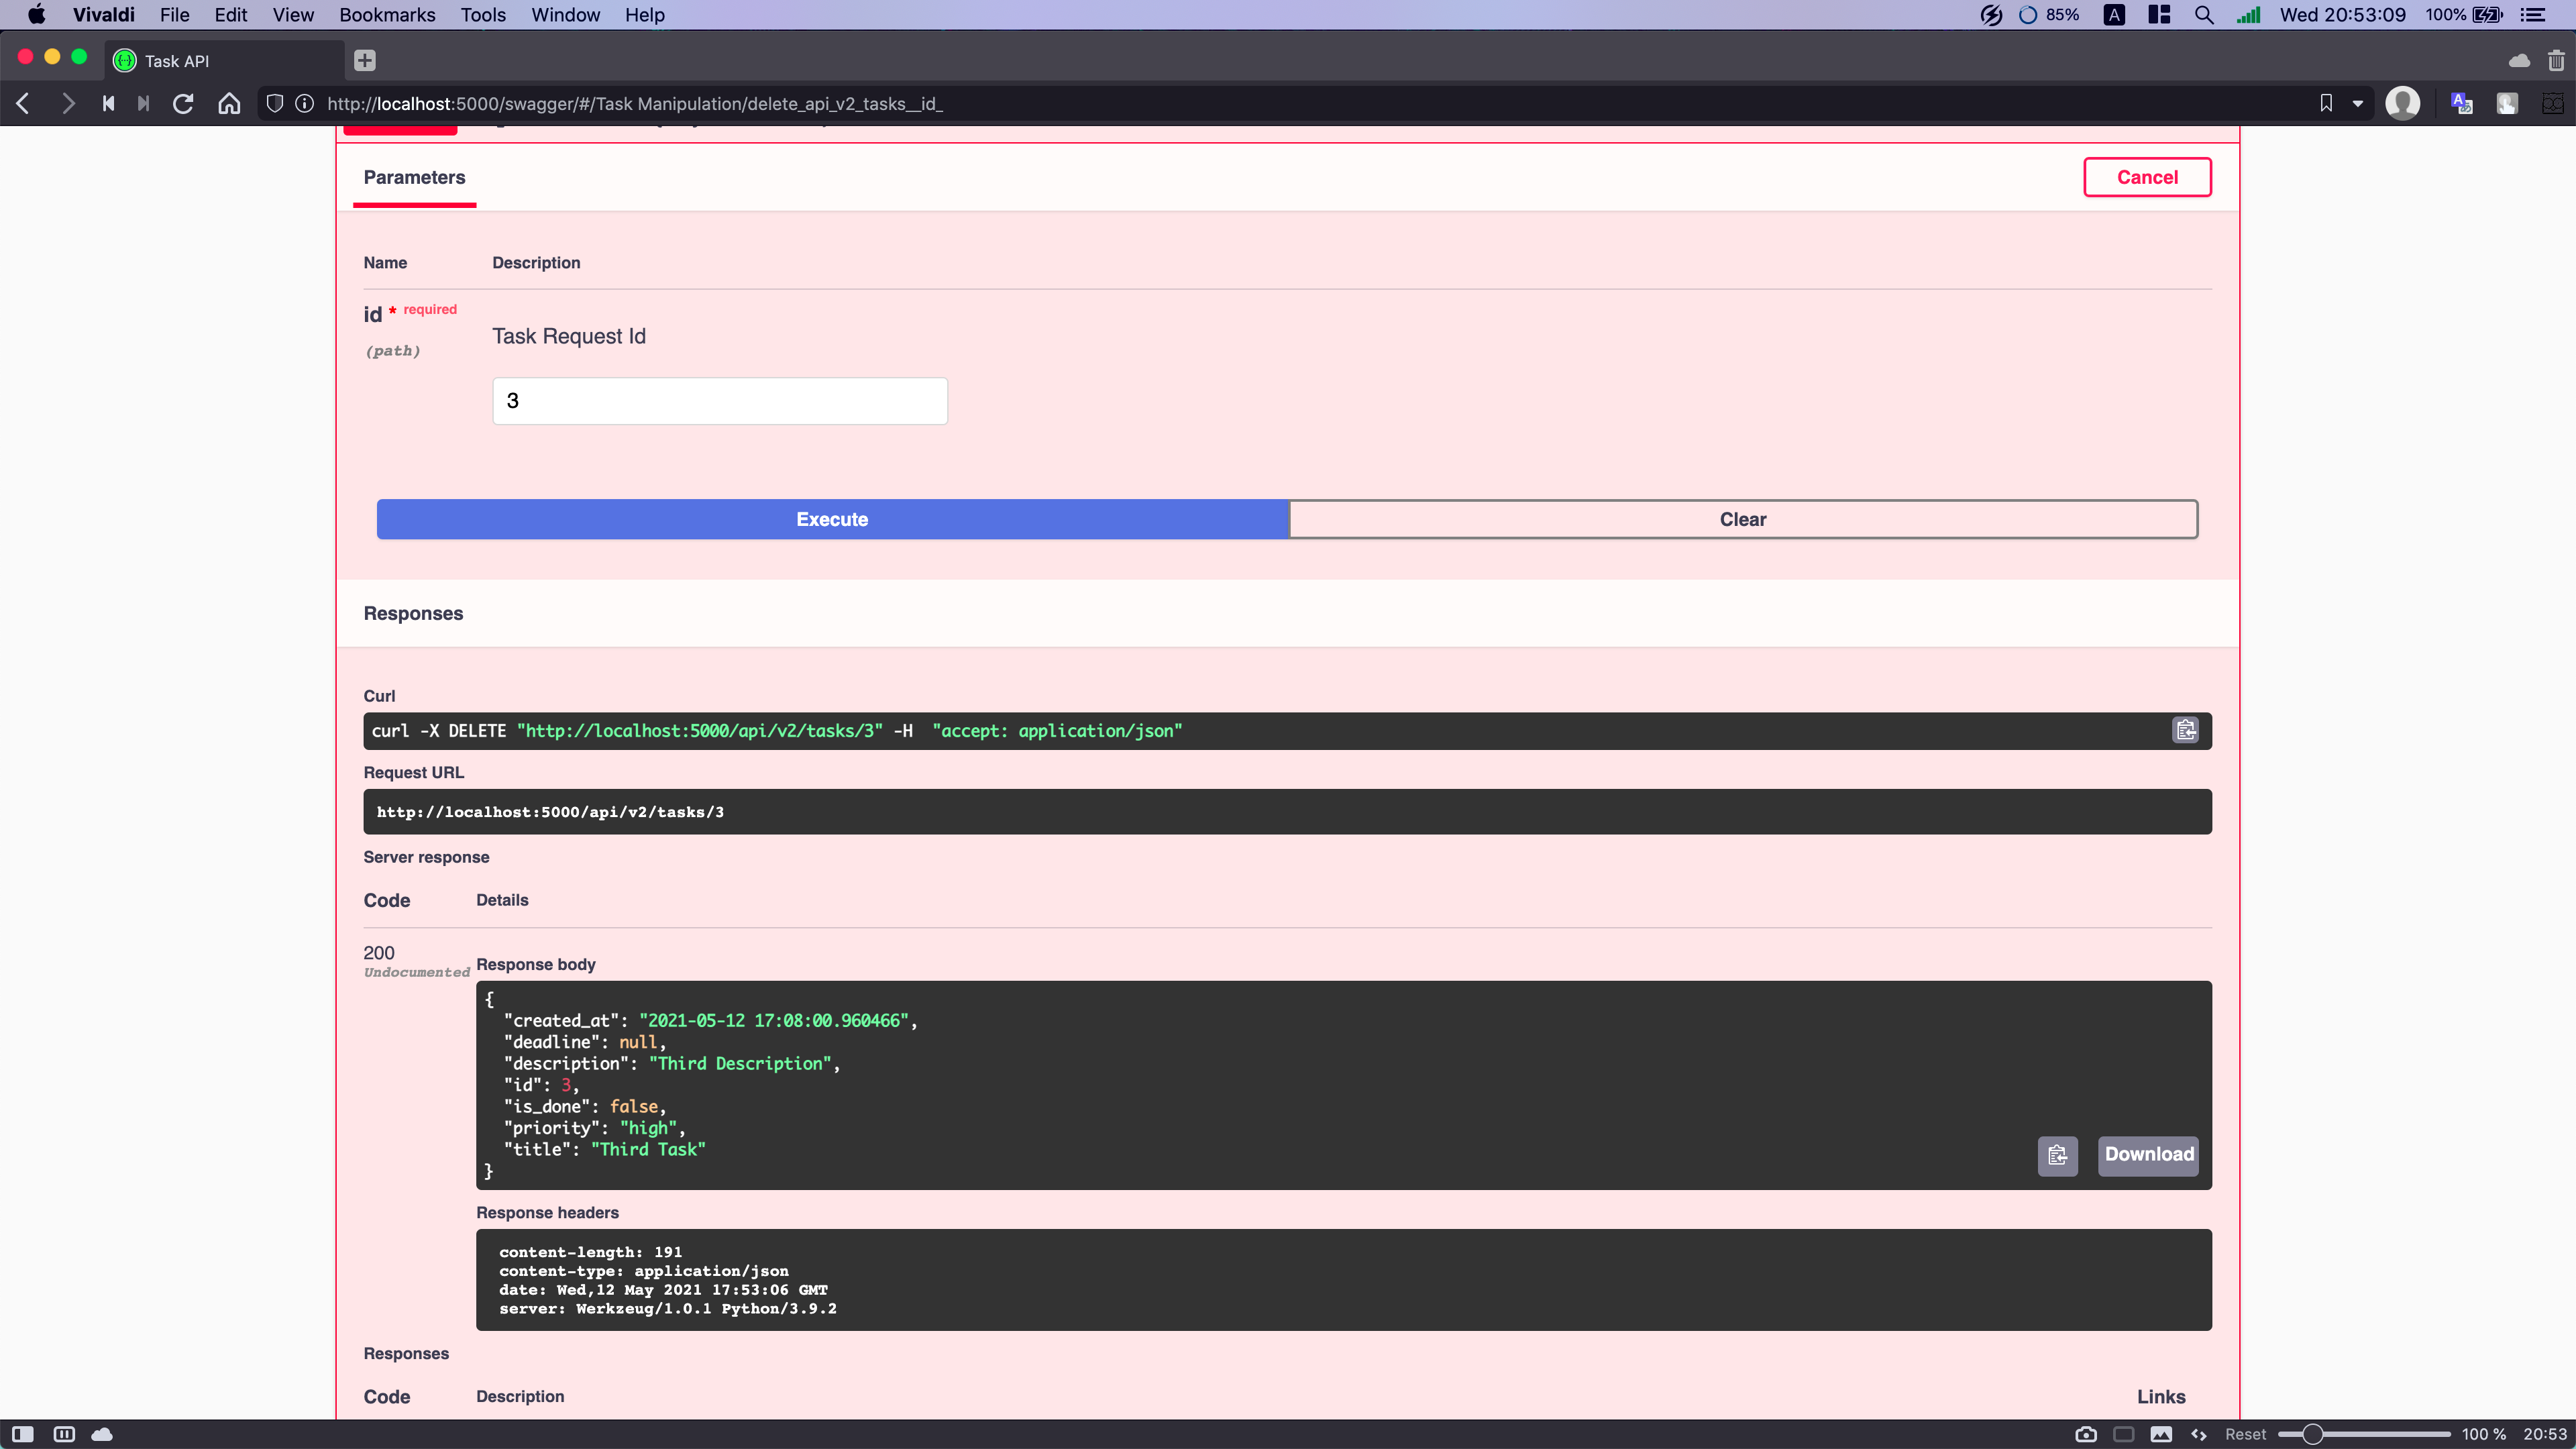 Vivaldi File Edit View Bookmarks Tools Window Help 85% A Wed 20:53:09 100%
Task API
http://localhost:5000/swagger/#/Task Manipulation/delete_api_v2_tasks__id_
Parameters Cancel
Name Description
id * required
Task Request Id
(path)
3
Execute Clear
Responses
Curl
curl -X DELETE "http://localhost:5000/api/v2/tasks/3" -H  "accept: application/json"
Request URL
http://localhost:5000/api/v2/tasks/3
Server response
Code Details
200
Undocumented
Response body
{
  "created_at": "2021-05-12 17:08:00.960466",
  "deadline": null,
  "description": "Third Description",
  "id": 3,
  "is_done": false,
  "priority": "high",
  "title": "Third Task"
}
Download
Response headers
content-length: 191
content-type: application/json
date: Wed,12 May 2021 17:53:06 GMT
server: Werkzeug/1.0.1 Python/3.9.2
Responses
Code Description Links
Reset 100 % 20:53